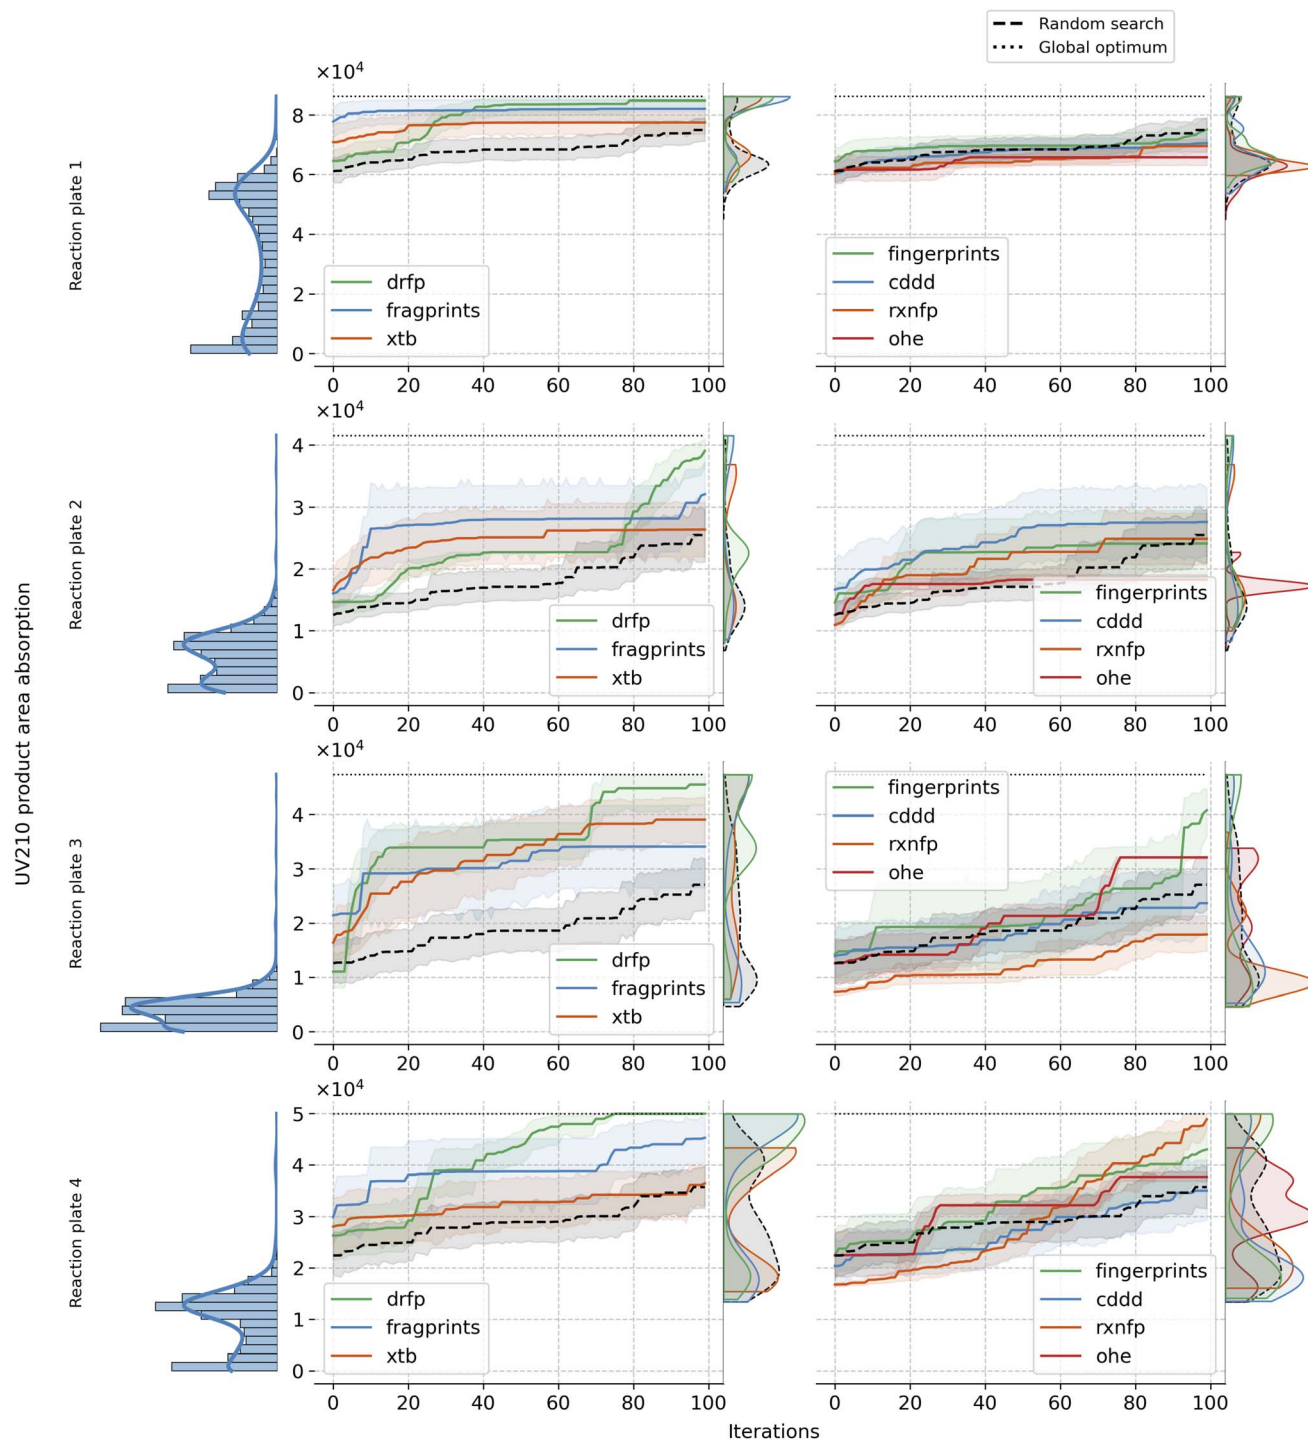 Random search
Global optimum
UV210 product area absorption
Reaction plate 1
×10⁴
8
6
4
2
0
drfp
fragprints
xtb
0 20 40 60 80 100
fingerprints
cddd
rxnfp
ohe
0 20 40 60 80 100
Reaction plate 2
×10⁴
4
3
2
1
0
drfp
fragprints
xtb
0 20 40 60 80 100
fingerprints
cddd
rxnfp
ohe
0 20 40 60 80 100
Reaction plate 3
×10⁴
4
3
2
1
0
drfp
fragprints
xtb
0 20 40 60 80 100
fingerprints
cddd
rxnfp
ohe
0 20 40 60 80 100
Reaction plate 4
×10⁴
5
4
3
2
1
0
drfp
fragprints
xtb
0 20 40 60 80 100
fingerprints
cddd
rxnfp
ohe
0 20 40 60 80 100
Iterations